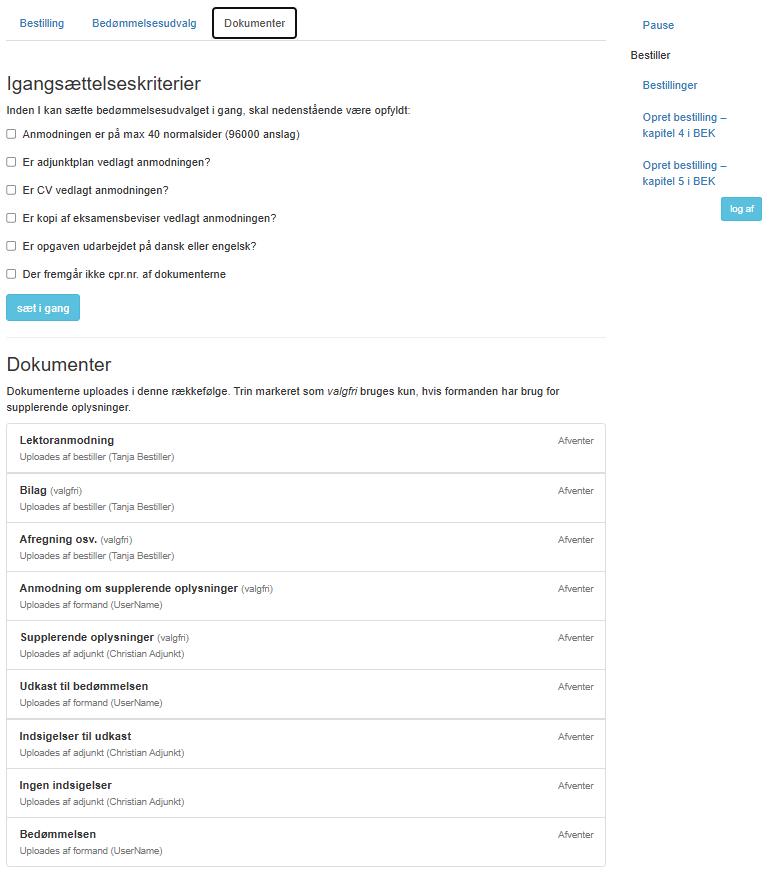 Bestilling
Bedømmelsesudvalg
Dokumenter
Igangsættelseskriterier
Inden I kan sætte bedømmelsesudvalget i gang, skal nedenstående være opfyldt:
Anmodningen er på max 40 normalsider (96000 anslag)
Er adjunktplan vedlagt anmodningen?
Er CV vedlagt anmodningen?
Er kopi af eksamensbeviser vedlagt anmodningen?
Er opgaven udarbejdet på dansk eller engelsk?
Der fremgår ikke cpr.nr. af dokumenterne
sæt i gang
Dokumenter
Dokumenterne uploades i denne rækkefølge. Trin markeret som valgfri bruges kun, hvis formanden har brug for
supplerende oplysninger.
Lektoranmodning
Afventer
Uploades af bestiller (Tanja Bestiller)
Bilag (valgfri)
Afventer
Uploades af bestiller (Tanja Bestiller)
Afregning osv. (valgfri)
Afventer
Uploades af bestiller (Tanja Bestiller)
Anmodning om supplerende oplysninger (valgfri)
Afventer
Uploades af formand (UserName)
Supplerende oplysninger (valgfri)
Afventer
Uploades af adjunkt (Christian Adjunkt)
Udkast til bedømmelsen
Afventer
Uploades af formand (UserName)
Indsigelser til udkast
Afventer
Uploades af adjunkt (Christian Adjunkt)
Ingen indsigelser
Afventer
Uploades af adjunkt (Christian Adjunkt)
Bedømmelsen
Afventer
Uploades af formand (UserName)
Pause
Bestiller
Bestillinger
Opret bestilling –
kapitel 4 i BEK
Opret bestilling –
kapitel 5 i BEK
log af